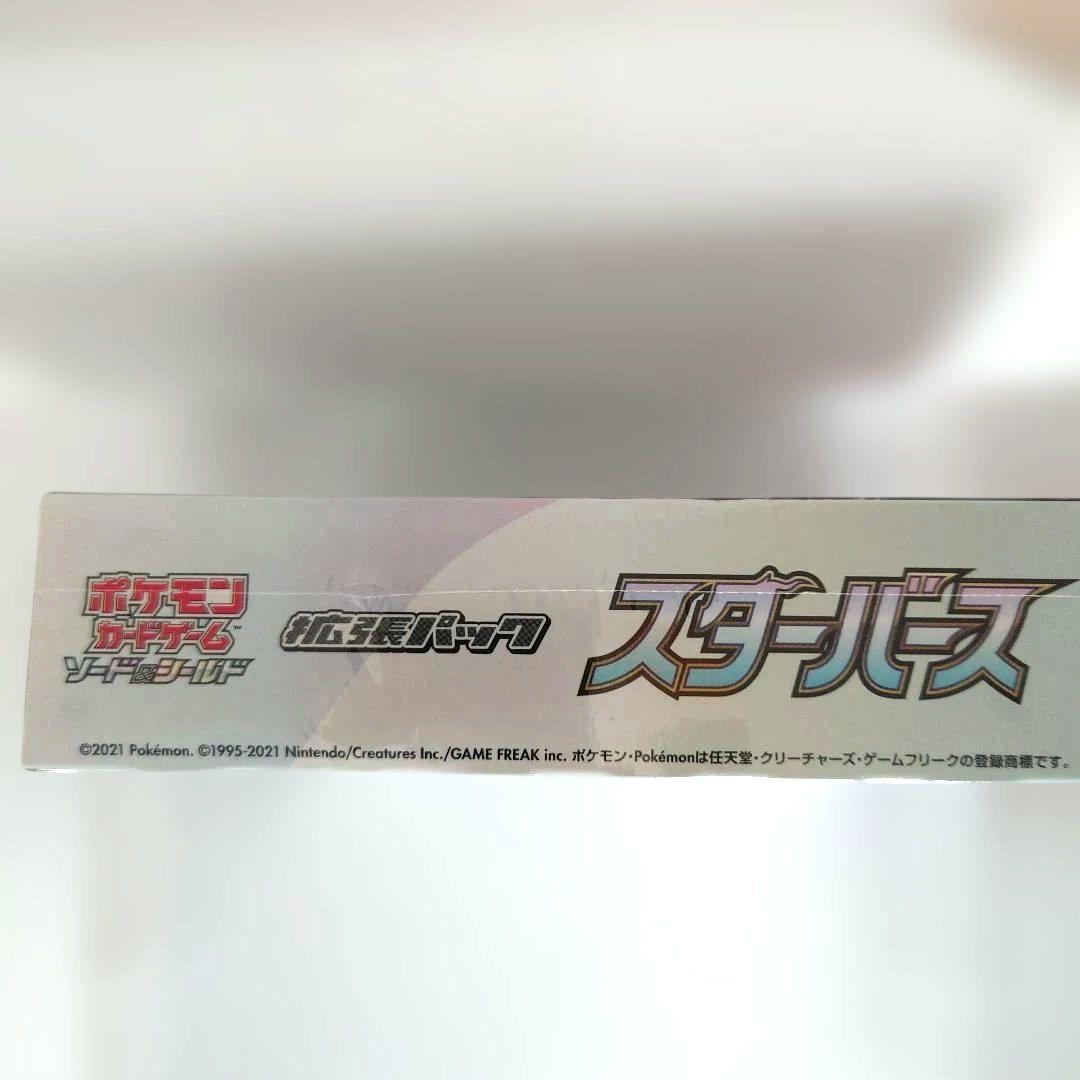 ポケモン
カードゲーム™
ソード&シールド
拡張パック
スターバース
©2021 Pokémon. ©1995-2021 Nintendo/Creatures Inc./GAME FREAK inc. ポケモン・Pokémonは任天堂・クリーチャーズ・ゲームフリークの登録商標です。